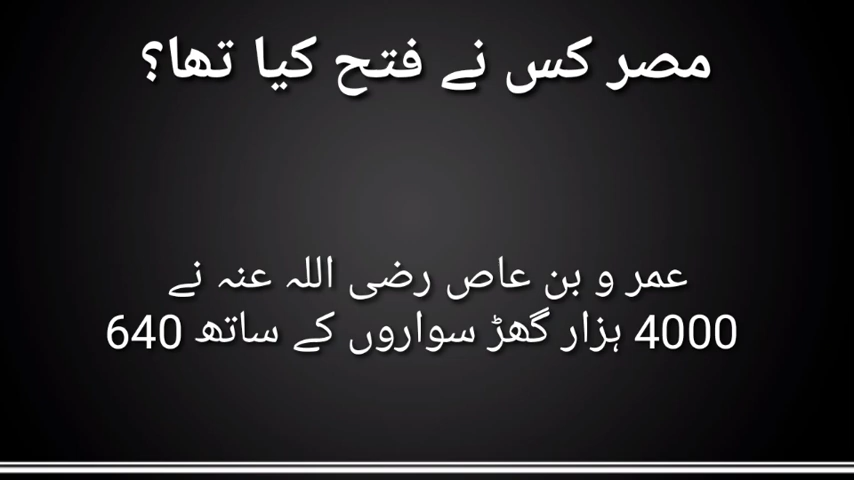 مصر کس نے فتح کیا تھا؟
عمر و بن عاص رضی اللہ عنہ نے
4000 ہزار گھڑ سواروں کے ساتھ 640